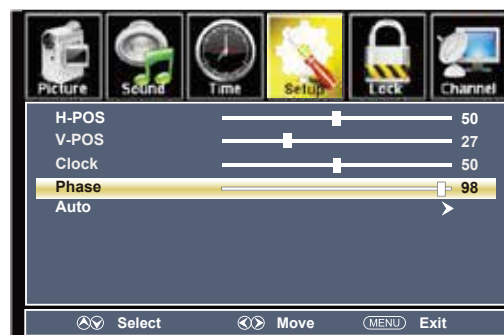 Picture Sound Time Setup Lock Channel
H-POS 50
V-POS 27
Clock 50
Phase 98
Auto
Select Move MENU Exit